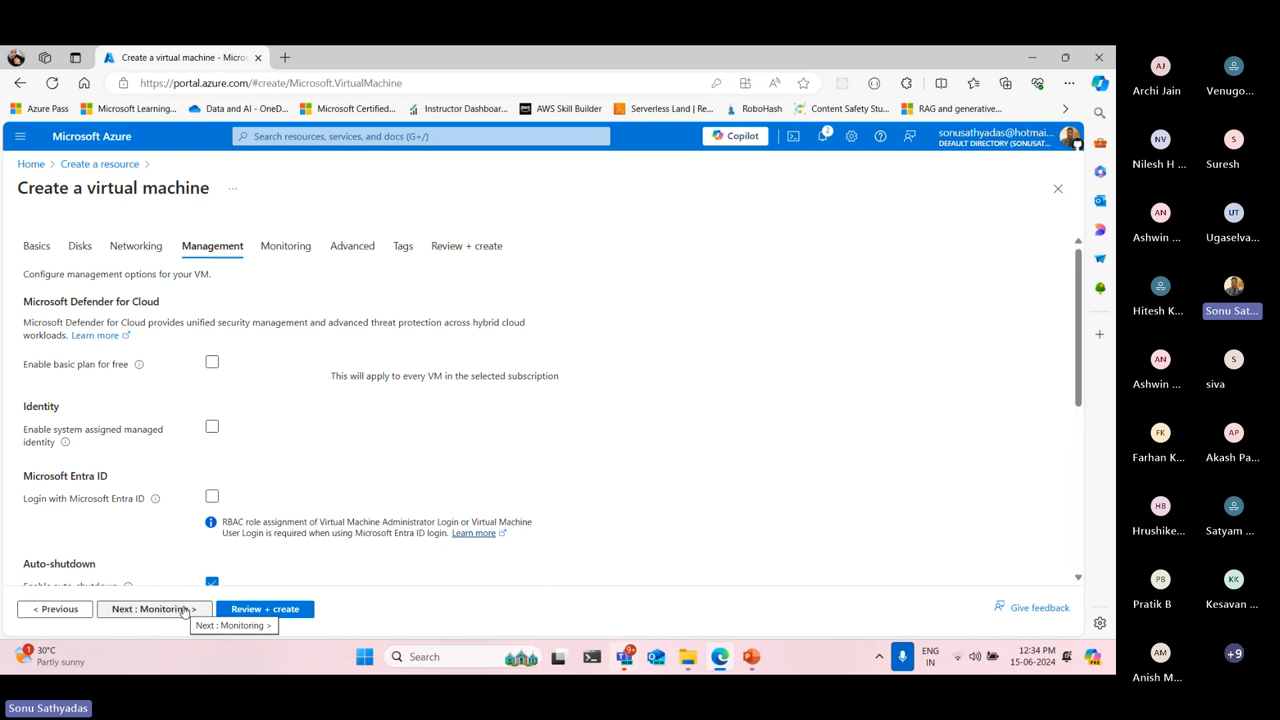 Create a virtual machine - Micros
https://portal.azure.com/#create/Microsoft.VirtualMachine
Azure Pass
Microsoft Learning...
Data and AI - OneD...
Microsoft Certified...
Instructor Dashboar...
AWS Skill Builder
Serverless Land | Re...
RoboHash
Content Safety Stu...
RAG and generative...
Microsoft Azure
Search resources, services, and docs (G+/)
Copilot
2
sonusathyadas@hotmai...
DEFAULT DIRECTORY (SONUSAT...
Home > Create a resource >
Create a virtual machine ...
Basics Disks Networking Management Monitoring Advanced Tags Review + create
Configure management options for your VM.
Microsoft Defender for Cloud
Microsoft Defender for Cloud provides unified security management and advanced threat protection across hybrid cloud
workloads. Learn more
Enable basic plan for free
This will apply to every VM in the selected subscription
Identity
Enable system assigned managed
identity
Microsoft Entra ID
Login with Microsoft Entra ID
RBAC role assignment of Virtual Machine Administrator Login or Virtual Machine
User Login is required when using Microsoft Entra ID login. Learn more
Auto-shutdown
Enable auto-shutdown
< Previous
Next : Monitoring >
Review + create
Give feedback
Next : Monitoring >
1
30°C
Partly sunny
Search
9+
ENG
IN
12:34 PM
15-06-2024
PRE
Sonu Sathyadas
AJ
Archi Jain
Venugo...
NV
Nilesh H ...
S
Suresh
AN
Ashwin ...
UT
Ugaselva...
Hitesh K...
Sonu Sat...
AN
Ashwin ...
S
siva
FK
Farhan K...
AP
Akash Pa...
HB
Hrushike...
Satyam ...
PB
Pratik B
KK
Kesavan ...
AM
Anish M...
+9